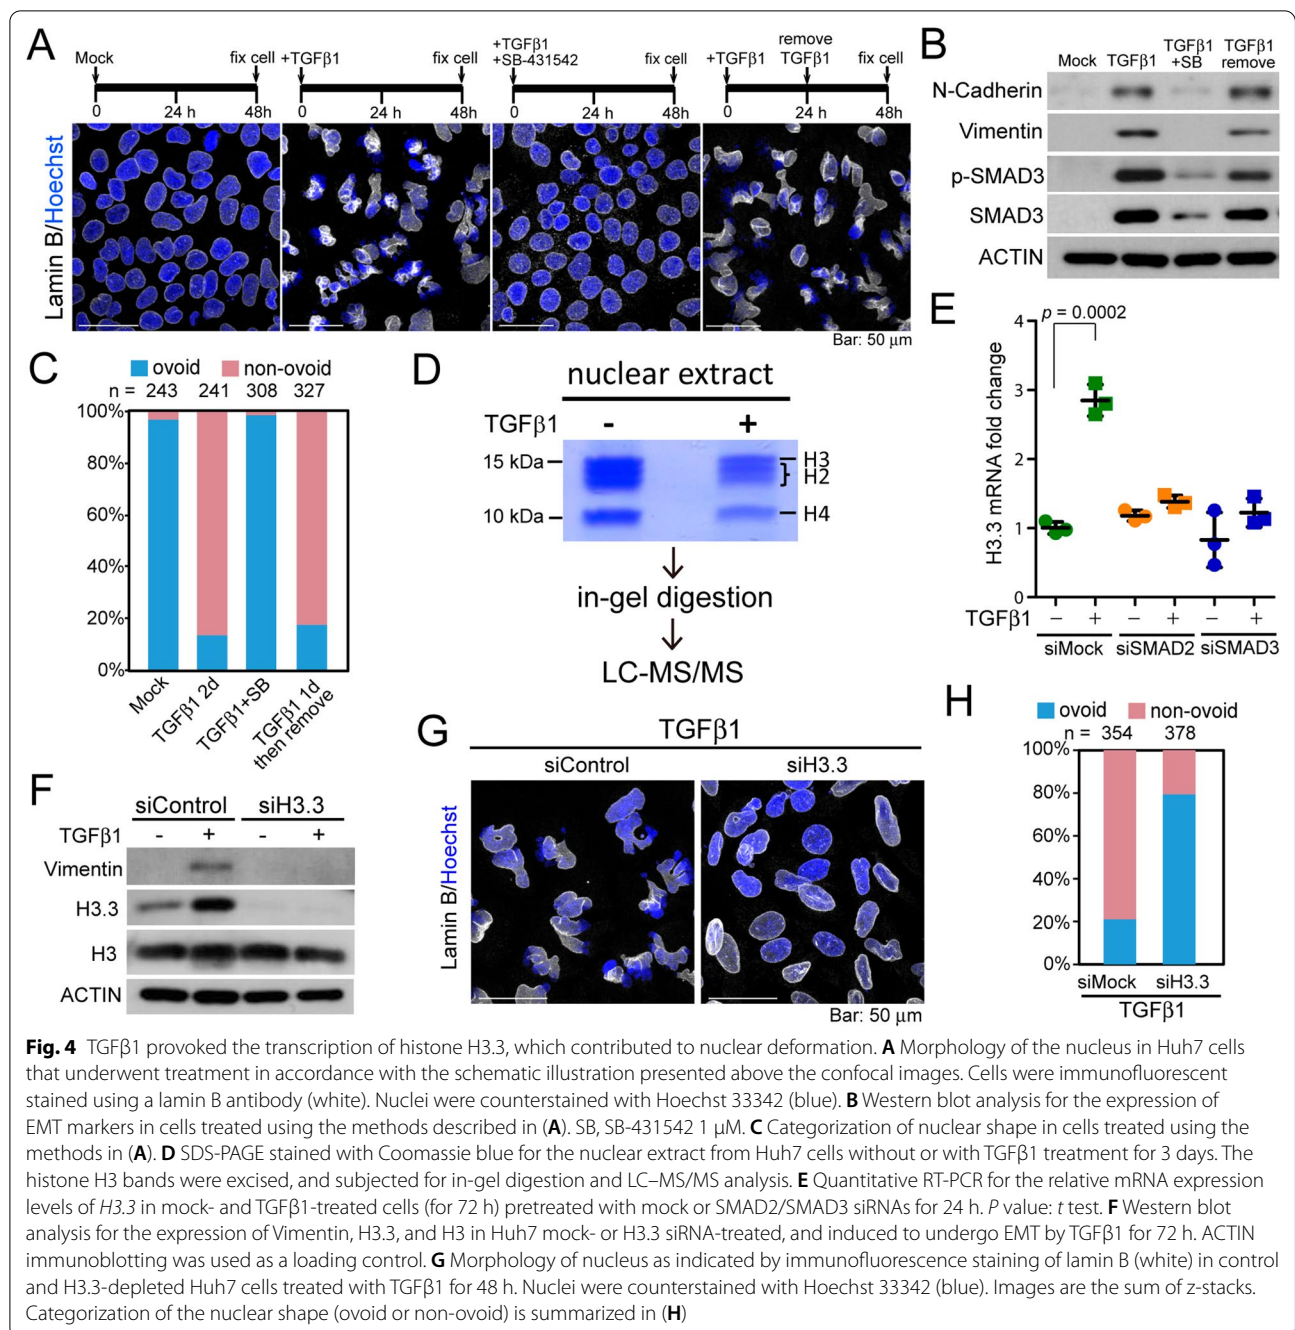 A
Mock
fix cell
0
24 h
48h
+TGFβ1
fix cell
0
24 h
48h
+TGFβ1
+SB-431542
fix cell
0
24 h
48h
+TGFβ1
remove
TGFβ1
fix cell
0
24 h
48h
Lamin B/Hoechst
Bar: 50 μm
B
Mock
TGFβ1
TGFβ1
+SB
TGFβ1
remove
N-Cadherin
Vimentin
p-SMAD3
SMAD3
ACTIN
C
ovoid
non-ovoid
n = 243 241 308 327
100%
80%
60%
40%
20%
0%
Mock
TGFβ1 2d
TGFβ1+SB
TGFβ1 1d
then remove
D
nuclear extract
TGFβ1 - +
15 kDa
10 kDa
H3
H2
H4
in-gel digestion
LC-MS/MS
E
p = 0.0002
H3.3 mRNA fold change
4
3
2
1
0
TGFβ1 − + − + − +
siMock siSMAD2 siSMAD3
F
siControl siH3.3
TGFβ1 - + - +
Vimentin
H3.3
H3
ACTIN
G
TGFβ1
siControl siH3.3
Lamin B/Hoechst
Bar: 50 μm
H
ovoid
non-ovoid
n = 354 378
100%
80%
60%
40%
20%
0%
siMock siH3.3
TGFβ1
Fig. 4 TGFβ1 provoked the transcription of histone H3.3, which contributed to nuclear deformation. A Morphology of the nucleus in Huh7 cells
that underwent treatment in accordance with the schematic illustration presented above the confocal images. Cells were immunofluorescent
stained using a lamin B antibody (white). Nuclei were counterstained with Hoechst 33342 (blue). B Western blot analysis for the expression of
EMT markers in cells treated using the methods described in (A). SB, SB-431542 1 μM. C Categorization of nuclear shape in cells treated using the
methods in (A). D SDS-PAGE stained with Coomassie blue for the nuclear extract from Huh7 cells without or with TGFβ1 treatment for 3 days. The
histone H3 bands were excised, and subjected for in-gel digestion and LC–MS/MS analysis. E Quantitative RT-PCR for the relative mRNA expression
levels of H3.3 in mock- and TGFβ1-treated cells (for 72 h) pretreated with mock or SMAD2/SMAD3 siRNAs for 24 h. P value: t test. F Western blot
analysis for the expression of Vimentin, H3.3, and H3 in Huh7 mock- or H3.3 siRNA-treated, and induced to undergo EMT by TGFβ1 for 72 h. ACTIN
immunoblotting was used as a loading control. G Morphology of nucleus as indicated by immunofluorescence staining of lamin B (white) in control
and H3.3-depleted Huh7 cells treated with TGFβ1 for 48 h. Nuclei were counterstained with Hoechst 33342 (blue). Images are the sum of z-stacks.
Categorization of the nuclear shape (ovoid or non-ovoid) is summarized in (H)